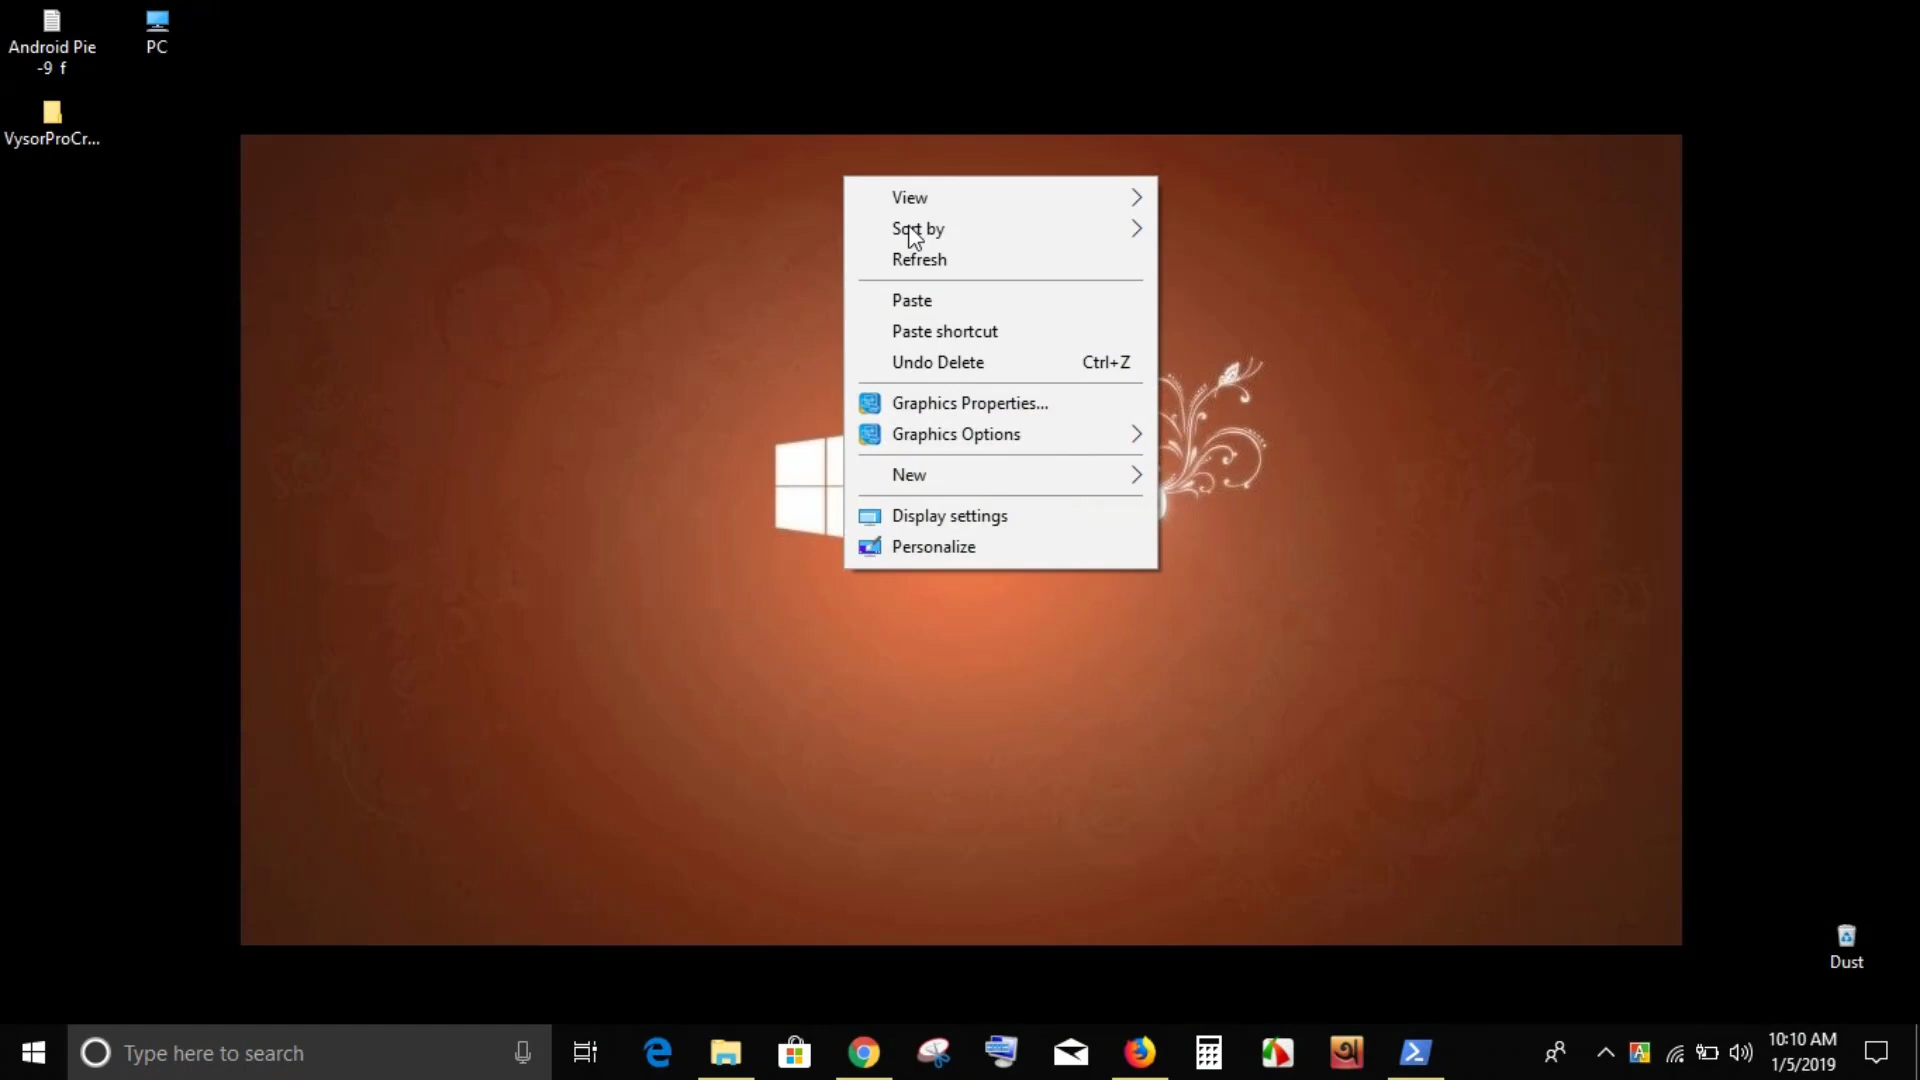 Android Pie
-9 f
PC
VysorProCr...
View
Sort by
Refresh
Paste
Paste shortcut
Undo Delete Ctrl+Z
Graphics Properties...
Graphics Options
New
Display settings
Personalize
Dust
Type here to search
অ
A
10:10 AM
1/5/2019